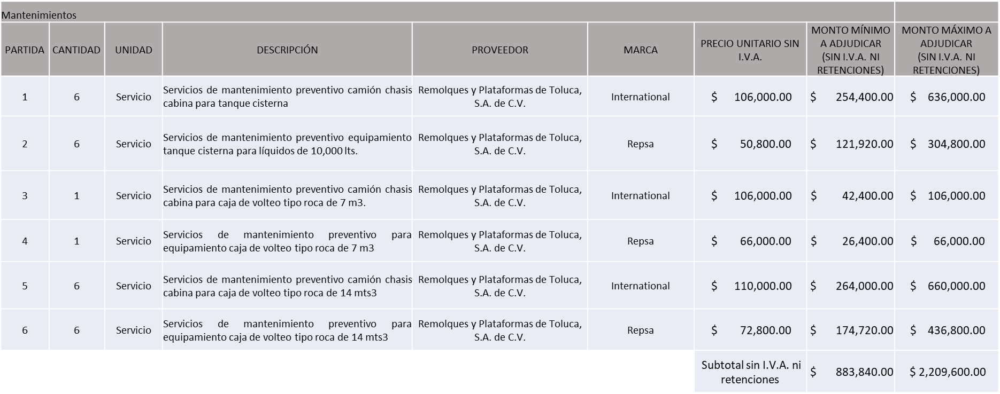 Mantenimientos
PARTIDA CANTIDAD UNIDAD DESCRIPCIÓN PROVEEDOR MARCA PRECIO UNITARIO SIN I.V.A. MONTO MÍNIMO A ADJUDICAR (SIN I.V.A. NI RETENCIONES) MONTO MÁXIMO A ADJUDICAR (SIN I.V.A. NI RETENCIONES)
1 6 Servicio Servicios de mantenimiento preventivo camión chasis cabina para tanque cisterna Remolques y Plataformas de Toluca, S.A. de C.V. International $ 106,000.00 $ 254,400.00 $ 636,000.00
2 6 Servicio Servicios de mantenimiento preventivo equipamiento tanque cisterna para líquidos de 10,000 lts. Remolques y Plataformas de Toluca, S.A. de C.V. Repsa $ 50,800.00 $ 121,920.00 $ 304,800.00
3 1 Servicio Servicios de mantenimiento preventivo camión chasis cabina para caja de volteo tipo roca de 7 m3. Remolques y Plataformas de Toluca, S.A. de C.V. International $ 106,000.00 $ 42,400.00 $ 106,000.00
4 1 Servicio Servicios de mantenimiento preventivo para equipamiento caja de volteo tipo roca de 7 m3 Remolques y Plataformas de Toluca, S.A. de C.V. Repsa $ 66,000.00 $ 26,400.00 $ 66,000.00
5 6 Servicio Servicios de mantenimiento preventivo camión chasis cabina para caja de volteo tipo roca de 14 mts3 Remolques y Plataformas de Toluca, S.A. de C.V. International $ 110,000.00 $ 264,000.00 $ 660,000.00
6 6 Servicio Servicios de mantenimiento preventivo para equipamiento caja de volteo tipo roca de 14 mts3 Remolques y Plataformas de Toluca, S.A. de C.V. Repsa $ 72,800.00 $ 174,720.00 $ 436,800.00
Subtotal sin I.V.A. ni retenciones $ 883,840.00 $ 2,209,600.00